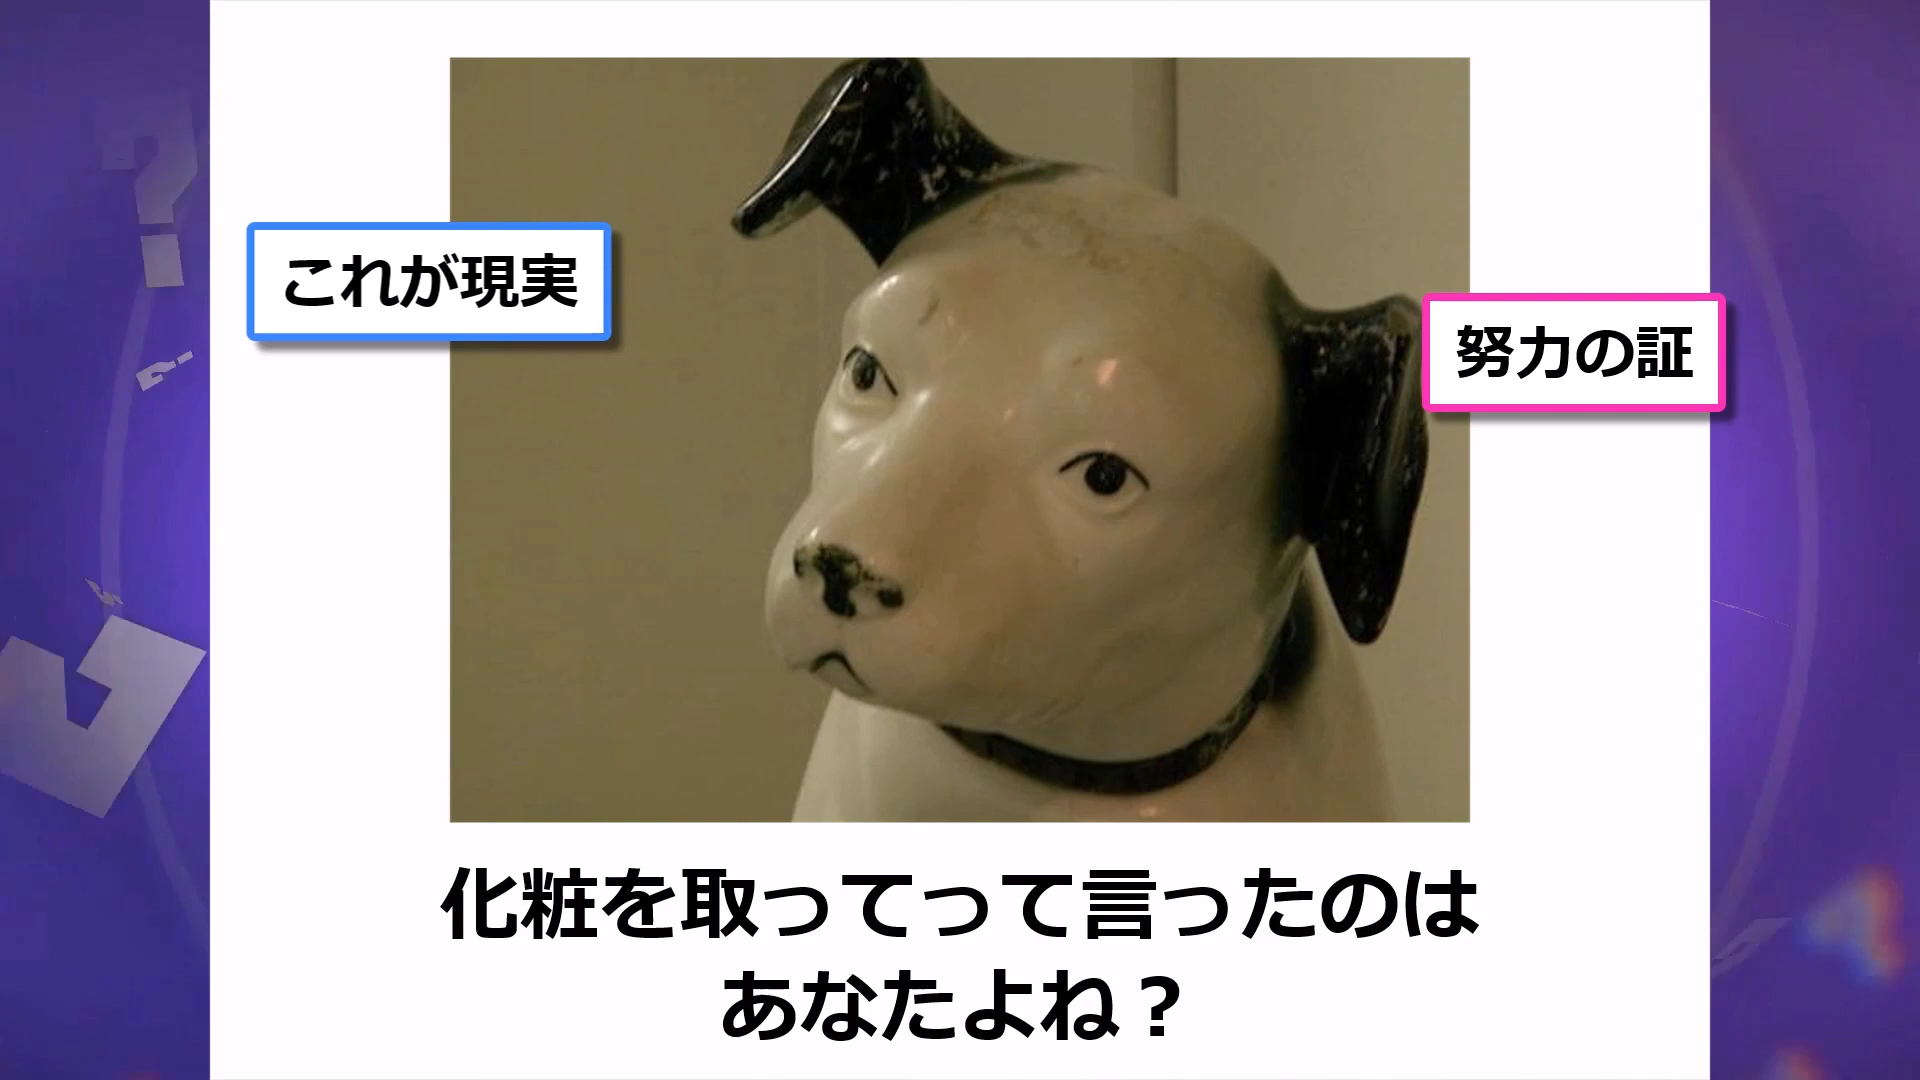 これが現実
努力の証
化粧を取ってって言ったのは
あなたよね？